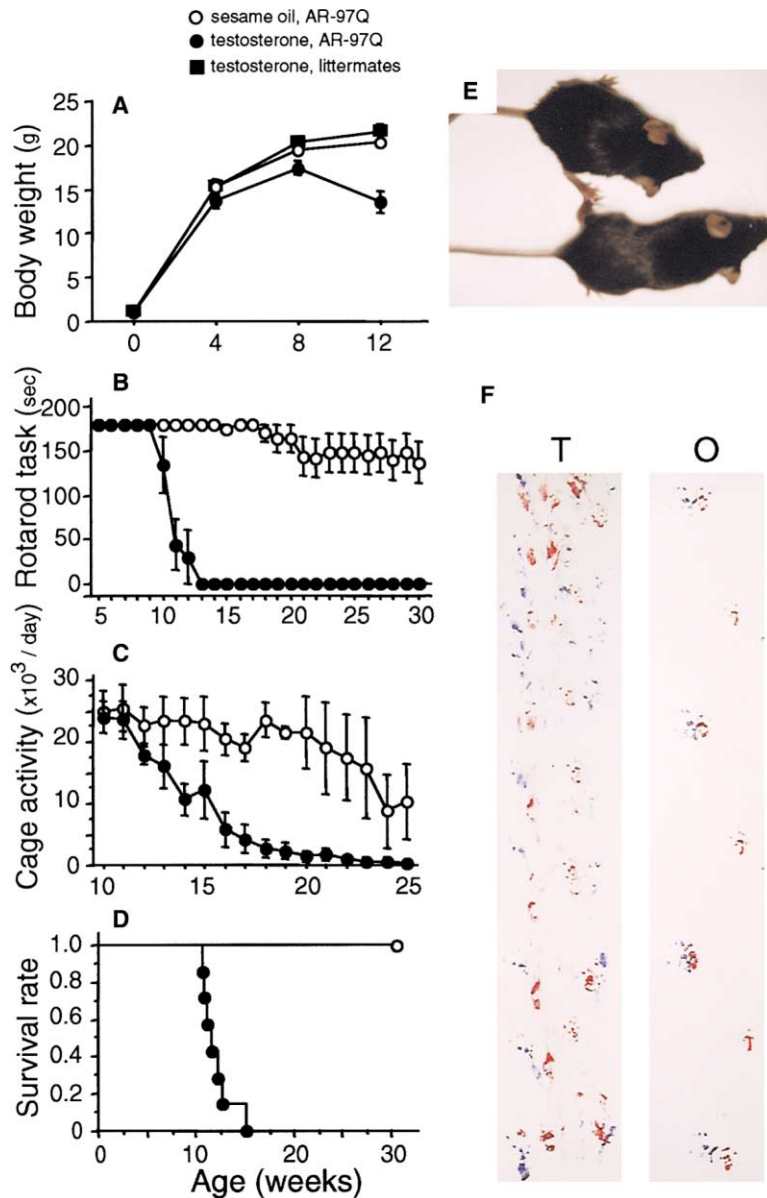 sesame oil, AR-97Q
testosterone, AR-97Q
testosterone, littermates
A
Body weight (g)
25
20
15
10
5
0
0 4 8 12
B
Rotarod task (sec)
200
150
100
50
0
5 10 15 20 25 30
C
Cage activity (x10³ / day)
30
20
10
0
10 15 20 25
D
Survival rate
1.0
0.8
0.6
0.4
0.2
0
0 10 20 30
Age (weeks)
E
F
T O